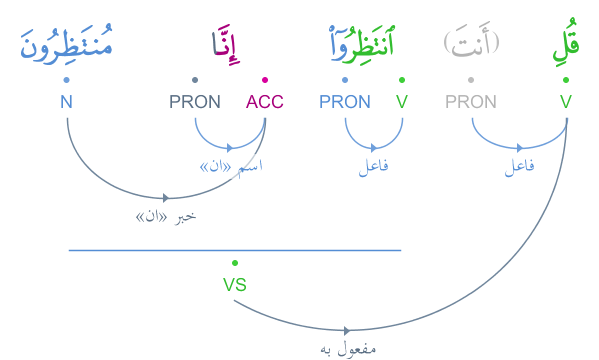 قُلِ (أَنتَ) ٱنتَظِرُوٓا۟ إِنَّا مُنتَظِرُونَ
V PRON V PRON ACC PRON N
فاعل فاعل اسم «ان»
خبر «ان»
VS
مفعول به